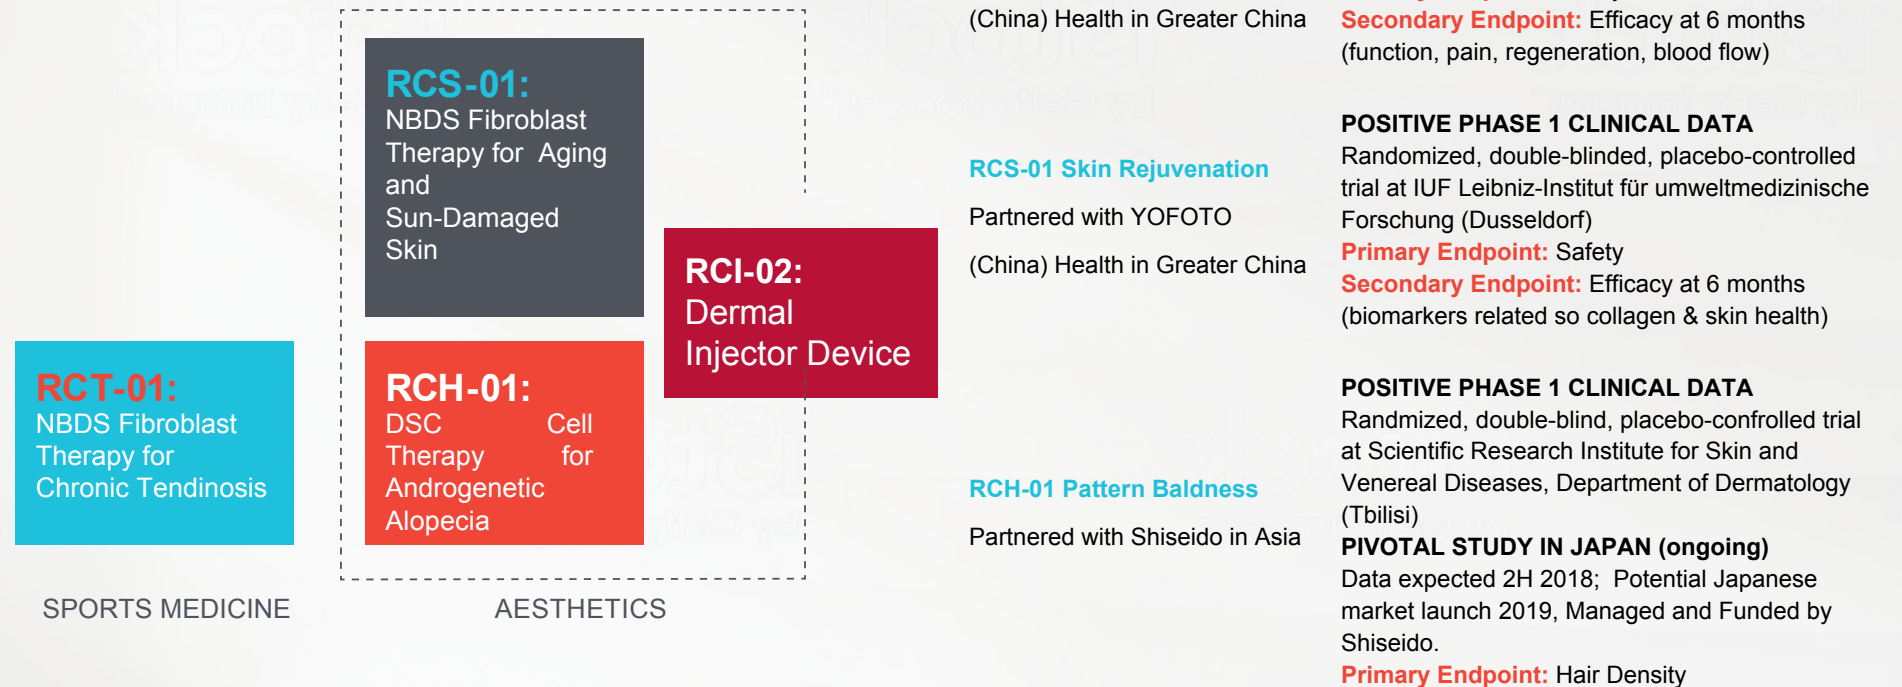 RCS-01:
NBDS Fibroblast
Therapy for Aging
and
Sun-Damaged
Skin
RCI-02:
Dermal
Injector Device
RCT-01:
NBDS Fibroblast
Therapy for
Chronic Tendinosis
RCH-01:
DSC Cell
Therapy for
Androgenetic
Alopecia
SPORTS MEDICINE
AESTHETICS
(China) Health in Greater China
RCS-01 Skin Rejuvenation
Partnered with YOFOTO
(China) Health in Greater China
RCH-01 Pattern Baldness
Partnered with Shiseido in Asia
Secondary Endpoint: Efficacy at 6 months
(function, pain, regeneration, blood flow)
POSITIVE PHASE 1 CLINICAL DATA
Randomized, double-blinded, placebo-controlled
trial at IUF Leibniz-Institut für umweltmedizinische
Forschung (Dusseldorf)
Primary Endpoint: Safety
Secondary Endpoint: Efficacy at 6 months
(biomarkers related so collagen & skin health)
POSITIVE PHASE 1 CLINICAL DATA
Randmized, double-blind, placebo-confrolled trial
at Scientific Research Institute for Skin and
Venereal Diseases, Department of Dermatology
(Tbilisi)
PIVOTAL STUDY IN JAPAN (ongoing)
Data expected 2H 2018; Potential Japanese
market launch 2019, Managed and Funded by
Shiseido.
Primary Endpoint: Hair Density